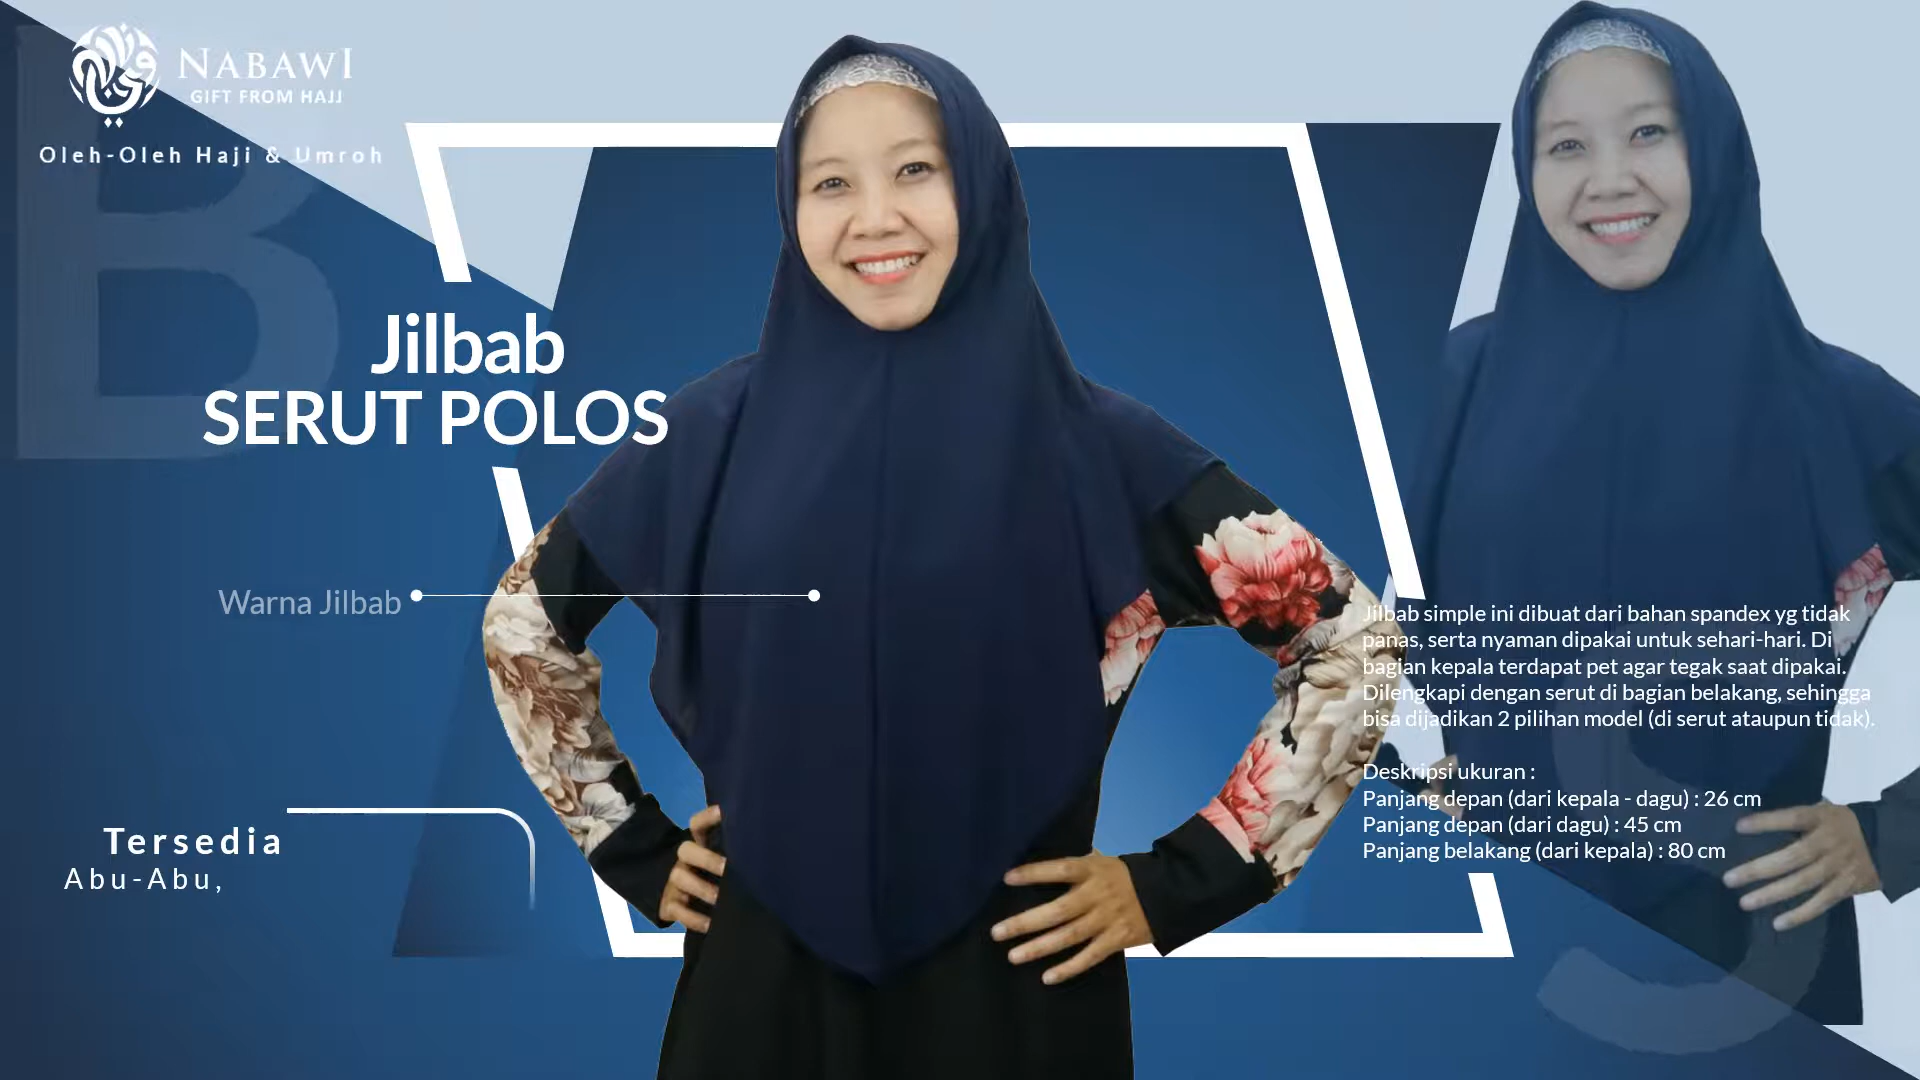 NABAWI
GIFT FROM HAJJ
Oleh-Oleh Haji & Umroh
B
Jilbab
SERUT POLOS
Warna Jilbab
Jilbab simple ini dibuat dari bahan spandex yg tidak
panas, serta nyaman dipakai untuk sehari-hari. Di
bagian kepala terdapat pet agar tegak saat dipakai.
Dilengkapi dengan serut di bagian belakang, sehingga
bisa dijadikan 2 pilihan model (di serut ataupun tidak).
Deskripsi ukuran :
Panjang depan (dari kepala - dagu) : 26 cm
Panjang depan (dari dagu) : 45 cm
Panjang belakang (dari kepala) : 80 cm
Tersedia
Abu-Abu,